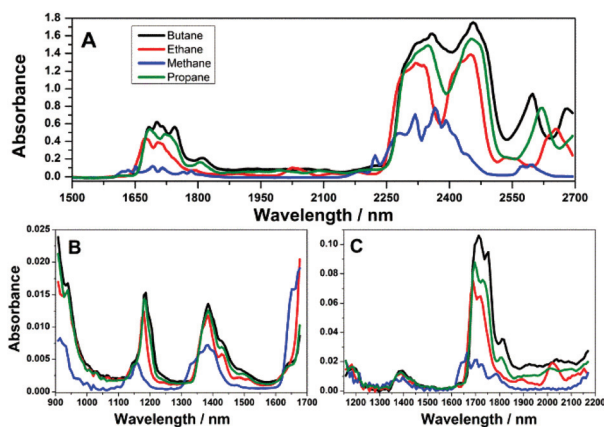 A
Butane
Ethane
Methane
Propane
Absorbance
1.8
1.6
1.4
1.2
1.0
0.8
0.6
0.4
0.2
0.0
1500 1650 1800 1950 2100 2250 2400 2550 2700
Wavelength / nm
B
Absorbance
0.025
0.020
0.015
0.010
0.005
0.000
900 1000 1100 1200 1300 1400 1500 1600 1700
Wavelength / nm
C
0.10
0.08
0.06
0.04
0.02
0.00
1200 1300 1400 1500 1600 1700 1800 1900 2000 2100 2200
Wavelength / nm